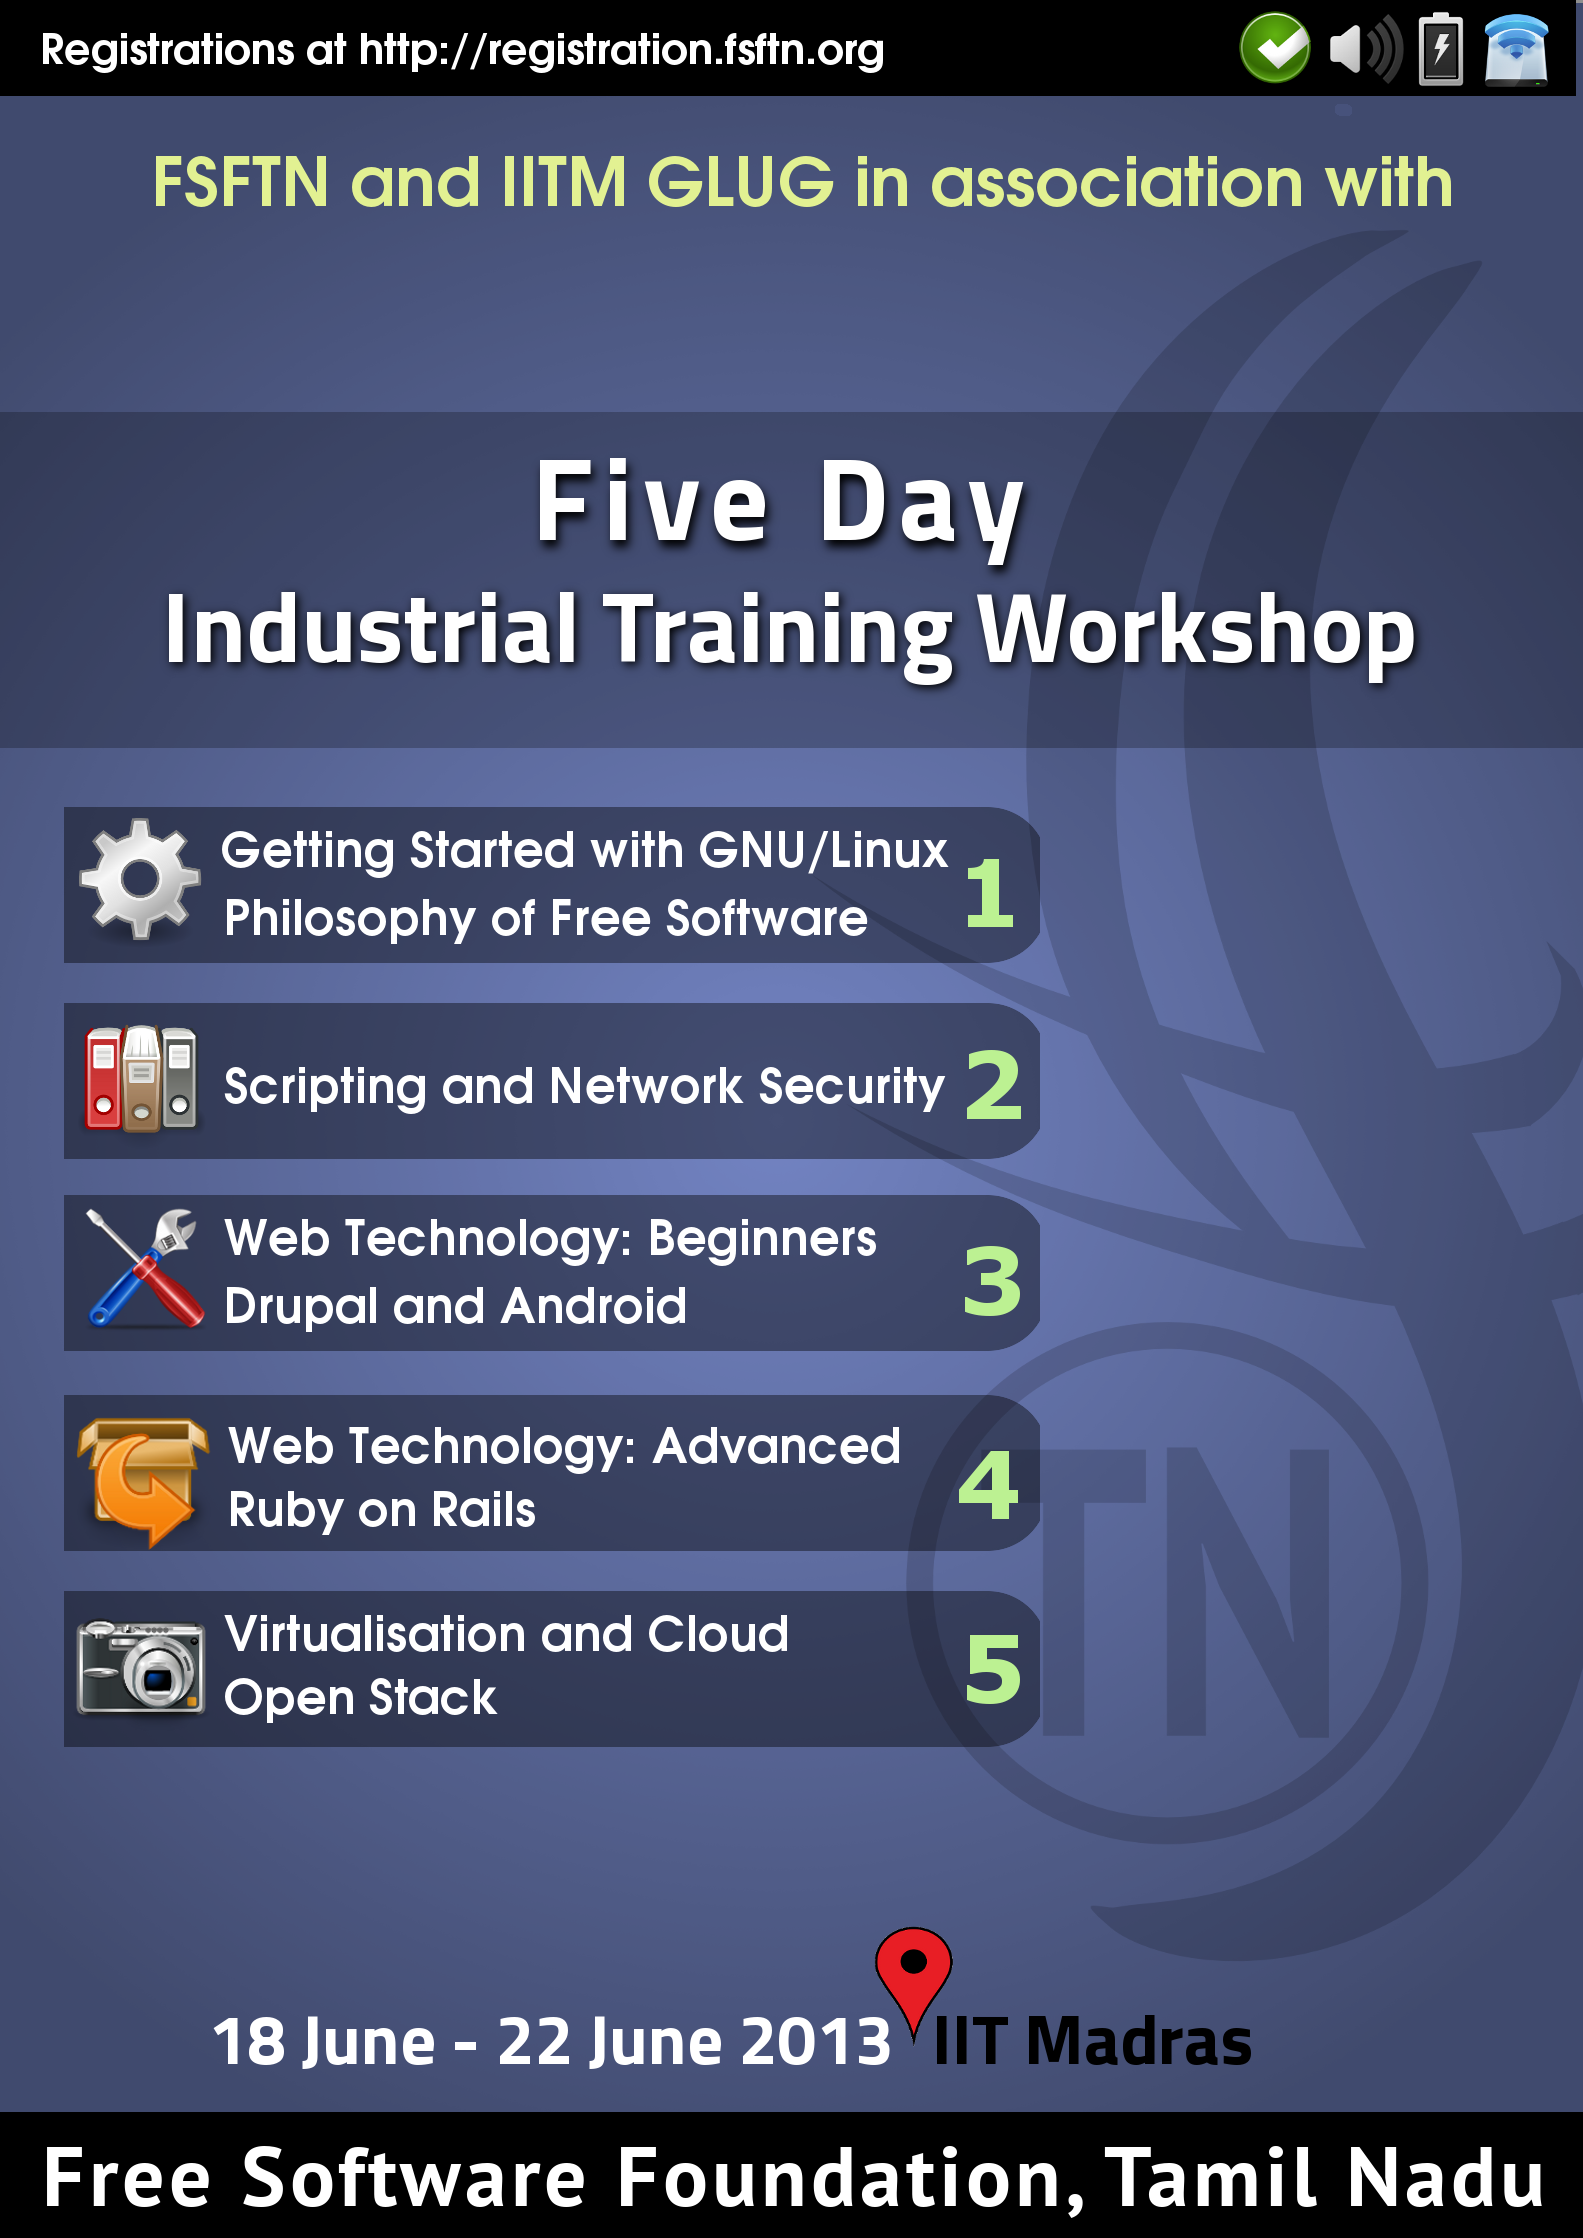 Registrations at http://registration.fsftn.org
FSFTN and IITM GLUG in association with
Five Day
Industrial Training Workshop
Getting Started with GNU/Linux
Philosophy of Free Software
1
Scripting and Network Security
2
Web Technology: Beginners
Drupal and Android
3
Web Technology: Advanced
Ruby on Rails
4
Virtualisation and Cloud
Open Stack
5
TN
18 June - 22 June 2013
IIT Madras
Free Software Foundation, Tamil Nadu